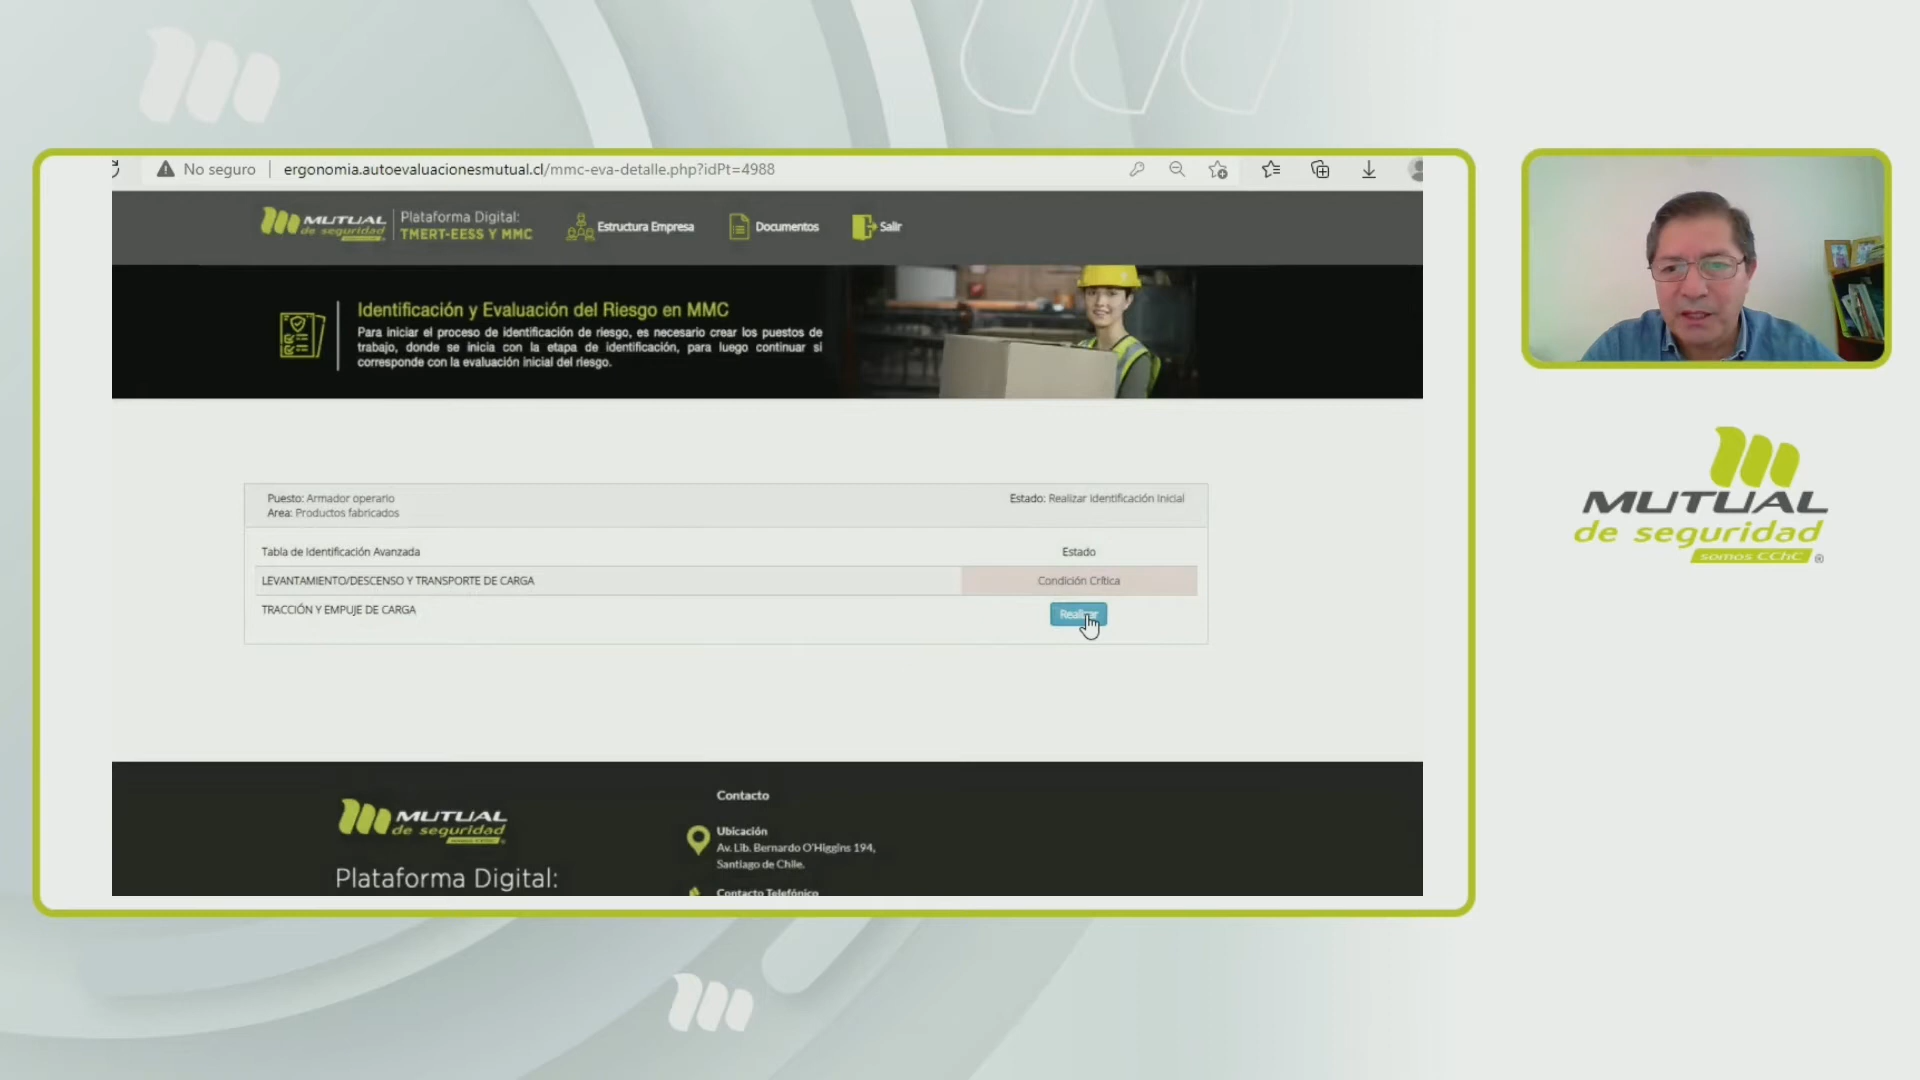 No seguro
ergonomia.autoevaluacionesmutual.cl/mmc-eva-detalle.php?idPt=4988
MUTUAL
de seguridad
Plataforma Digital:
TMERT-EESS Y MMC
Estructura Empresa
Documentos
Salir
Identificación y Evaluación del Riesgo en MMC
Para iniciar el proceso de identificación de riesgo, es necesario crear los puestos de
trabajo, donde se inicia con la etapa de identificación, para luego continuar si
corresponde con la evaluación inicial del riesgo.
Puesto: Armador operario
Estado: Realizar Identificación Inicial
Area: Productos fabricados
Tabla de Identificación Avanzada
Estado
LEVANTAMIENTO/DESCENSO Y TRANSPORTE DE CARGA
Condición Crítica
TRACCIÓN Y EMPUJE DE CARGA
Realizar
MUTUAL
de seguridad
Plataforma Digital:
Contacto
Ubicación
Av. Lib. Bernardo O'Higgins 194,
Santiago de Chile.
Contacto Telefónico
MUTUAL
de seguridad
somos CChC ®